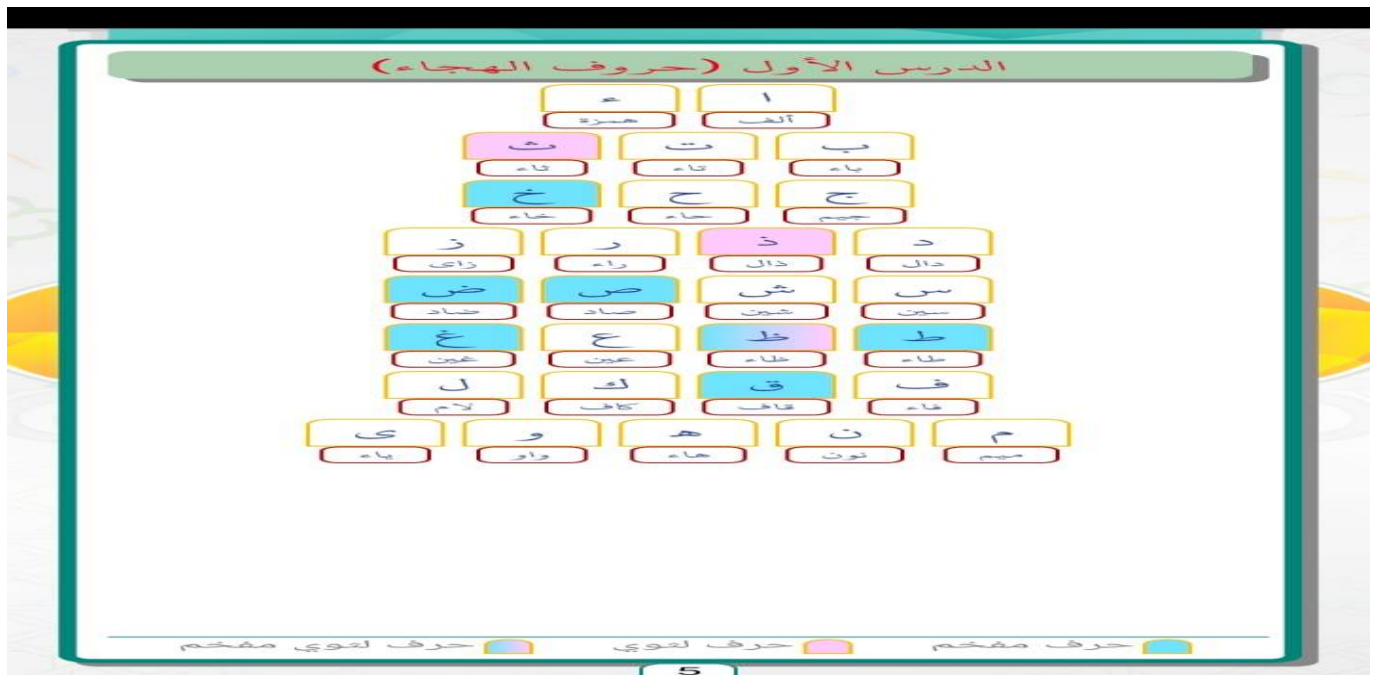 الدرس الأول (حروف الهجاء)
ا ء
ألف همزة
ب ت ث
باء تاء ثاء
ج ح خ
جيم حاء خاء
د ذ ر ز
دال ذال راء زاى
س ش ص ض
سين شين صاد ضاد
ط ظ ع غ
طاء ظاء عين غين
ف ق ك ل
فاء قاف كاف لام
م ن ه و ى
ميم نون هاء واو ياء
حرف مفخم حرف لثوي حرف لثوي مفخم
5